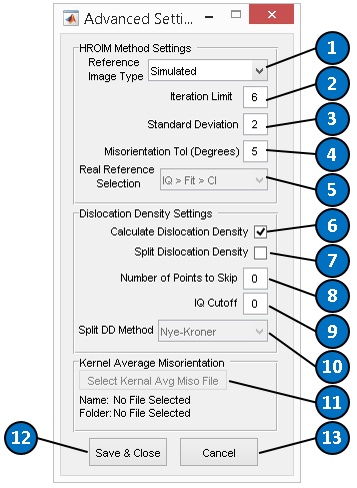 Advanced Setti...
HROIM Method Settings
Reference Image Type
Simulated
1
Iteration Limit
6
2
Standard Deviation
2
3
Misorientation Tol (Degrees)
5
4
Real Reference Selection
IQ > Fit > CI
5
Dislocation Density Settings
Calculate Dislocation Density
6
Split Dislocation Density
7
Number of Points to Skip
0
8
IQ Cutoff
0
9
Split DD Method
Nye-Kroner
10
Kernel Average Misorientation
Select Kernal Avg Miso File
11
Name: No File Selected
Folder: No File Selected
12
Save & Close
Cancel
13